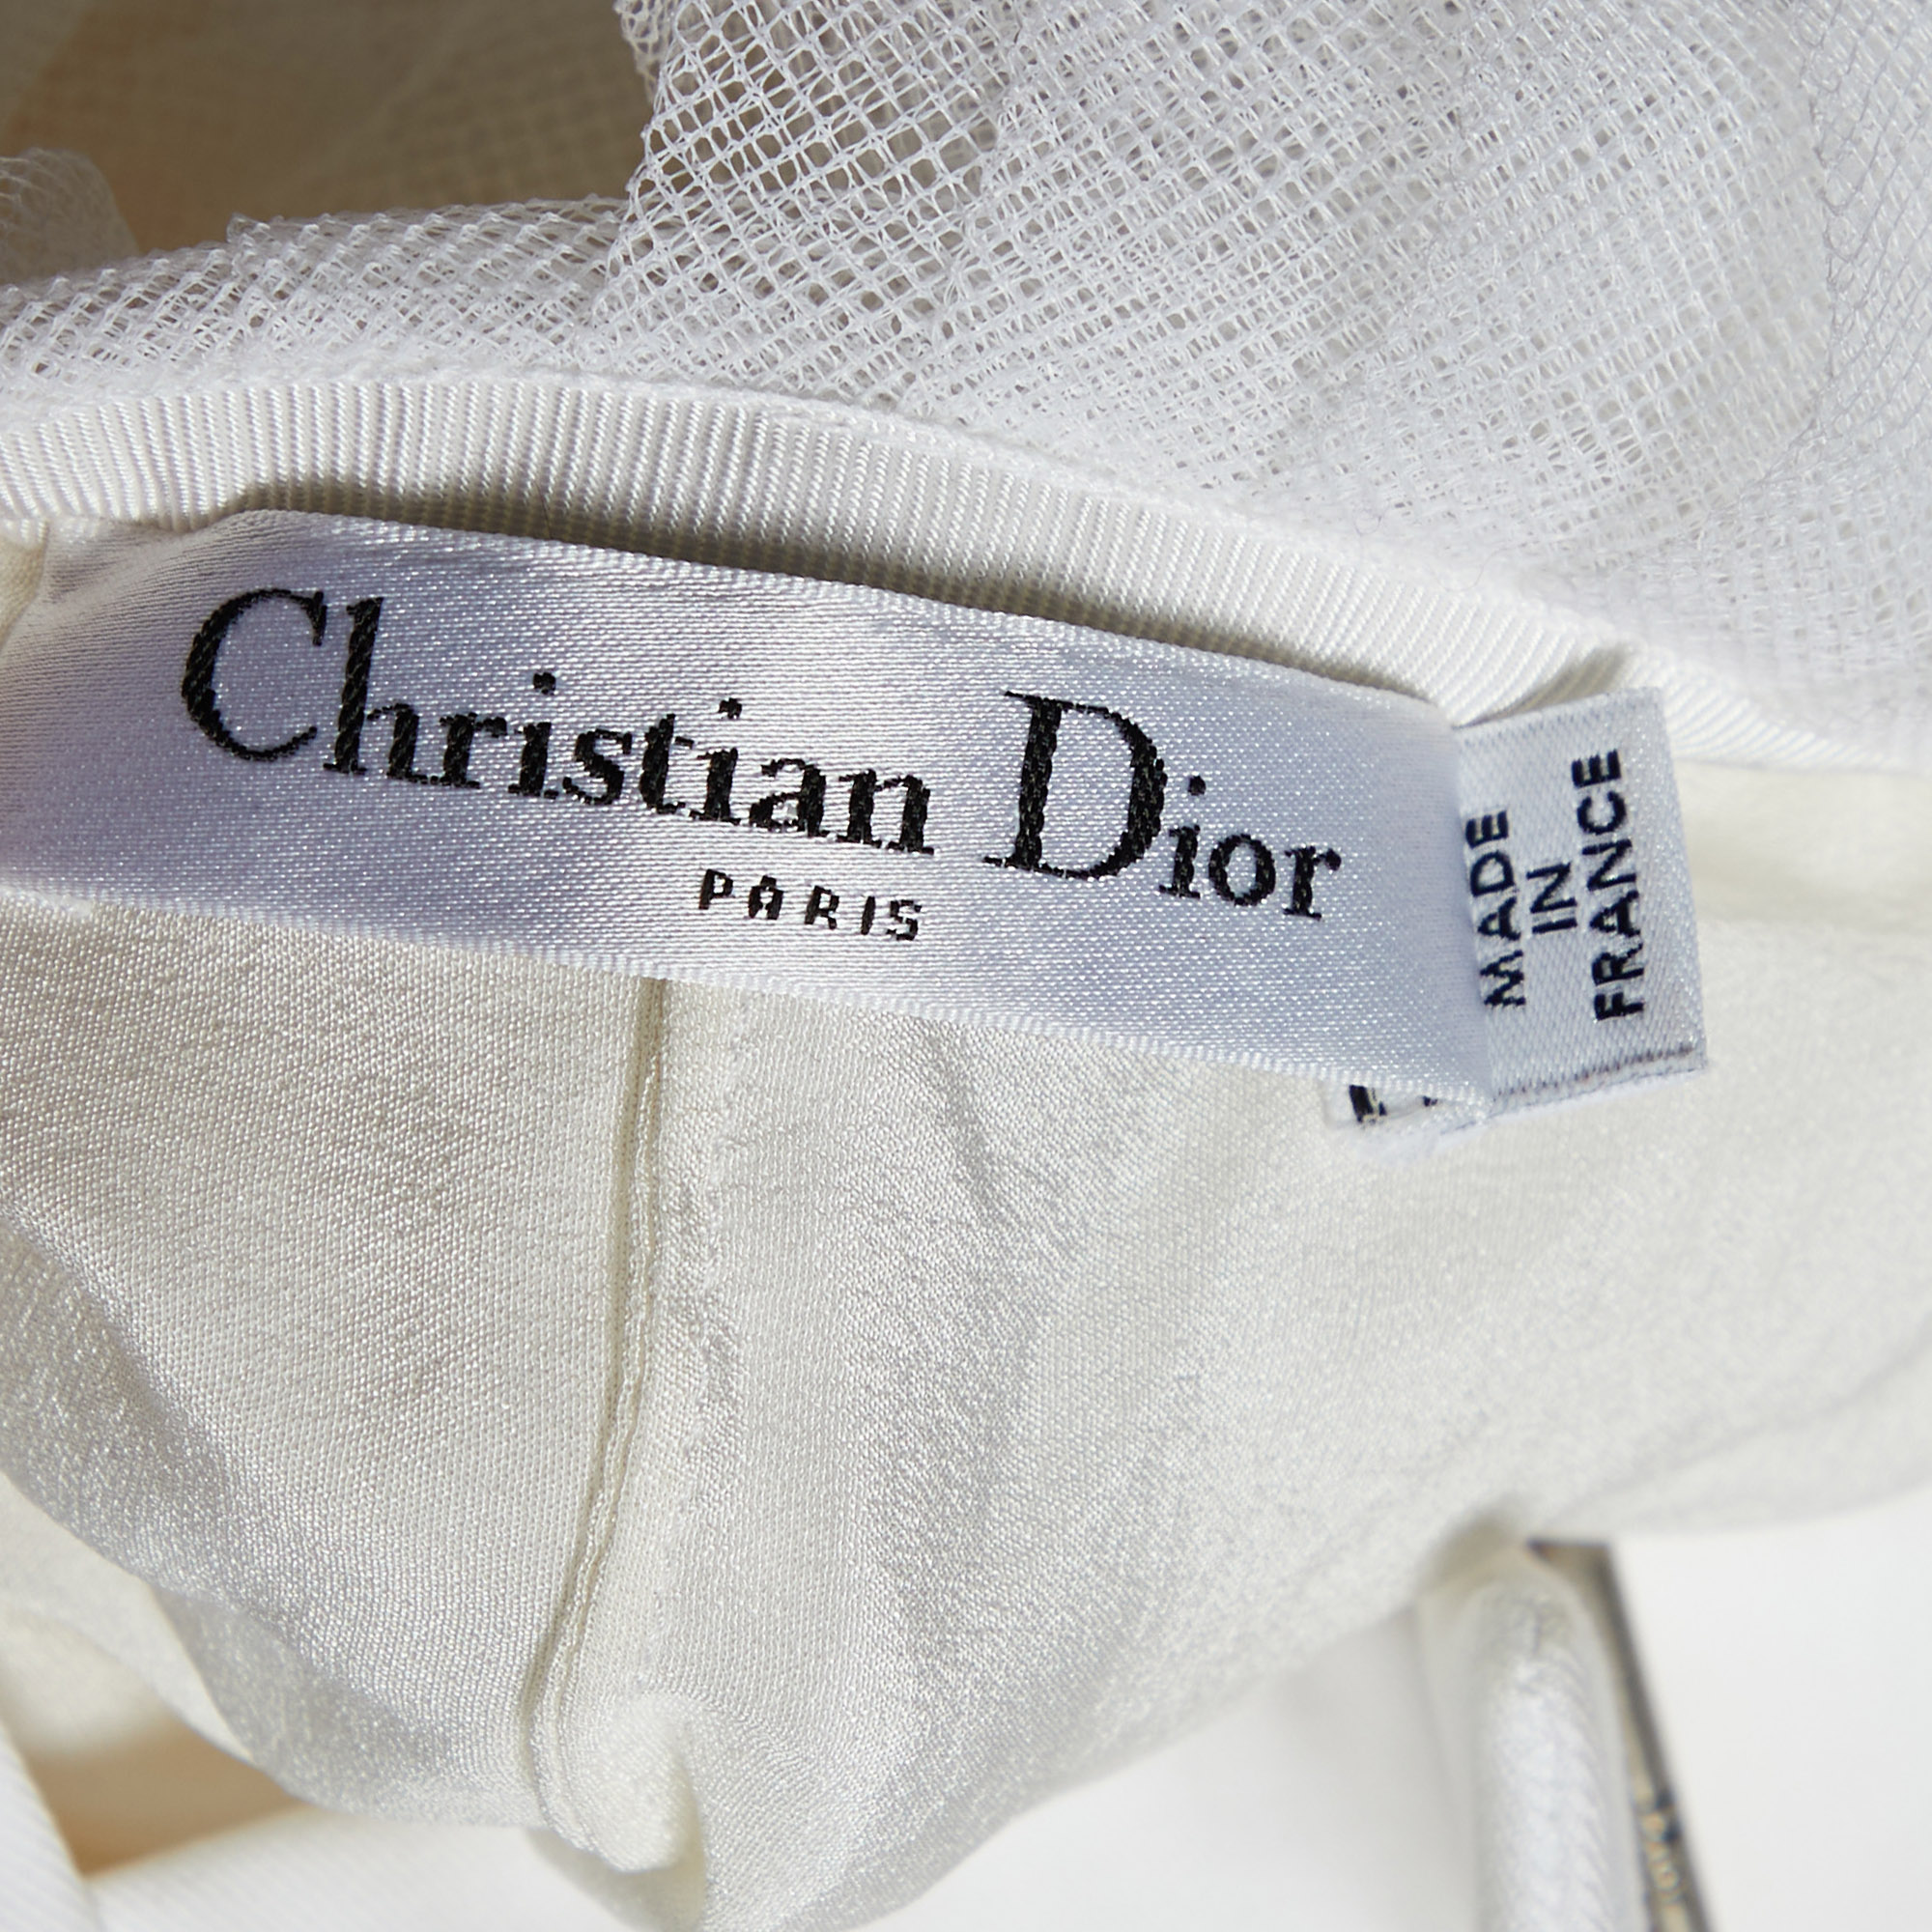 Christian Dior
PARIS
MADE
IN
FRANCE